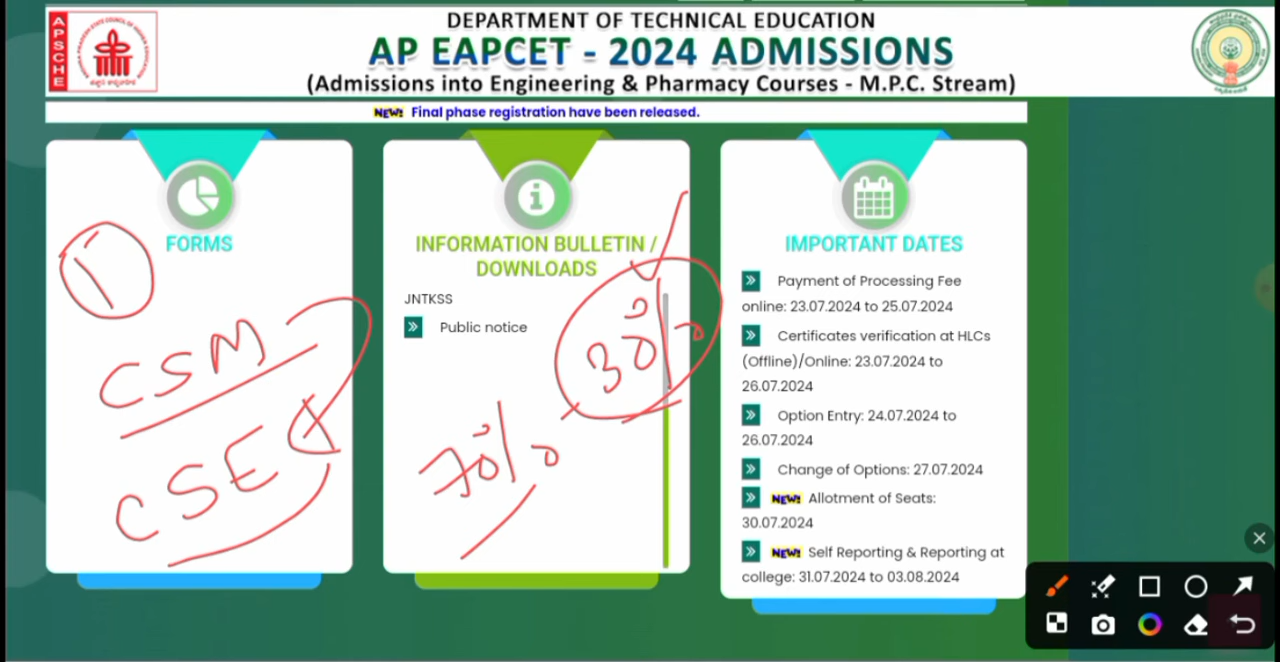 DEPARTMENT OF TECHNICAL EDUCATION
AP EAPCET - 2024 ADMISSIONS
(Admissions into Engineering & Pharmacy Courses - M.P.C. Stream)
APSCHE
NEW! Final phase registration have been released.
FORMS
1
CSM
CSE
INFORMATION BULLETIN /
DOWNLOADS
JNTKSS
Public notice
30%
70%
IMPORTANT DATES
Payment of Processing Fee
online: 23.07.2024 to 25.07.2024
Certificates verification at HLCs
(Offline)/Online: 23.07.2024 to
26.07.2024
Option Entry: 24.07.2024 to
26.07.2024
Change of Options: 27.07.2024
NEW! Allotment of Seats:
30.07.2024
NEW! Self Reporting & Reporting at
college: 31.07.2024 to 03.08.2024